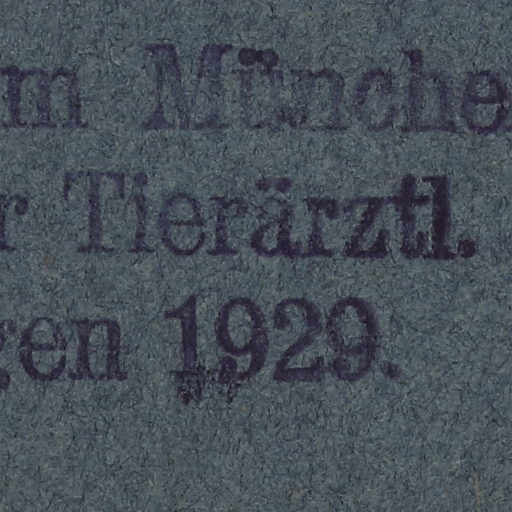 m Münche
r Tierärztl.
gen 1929.